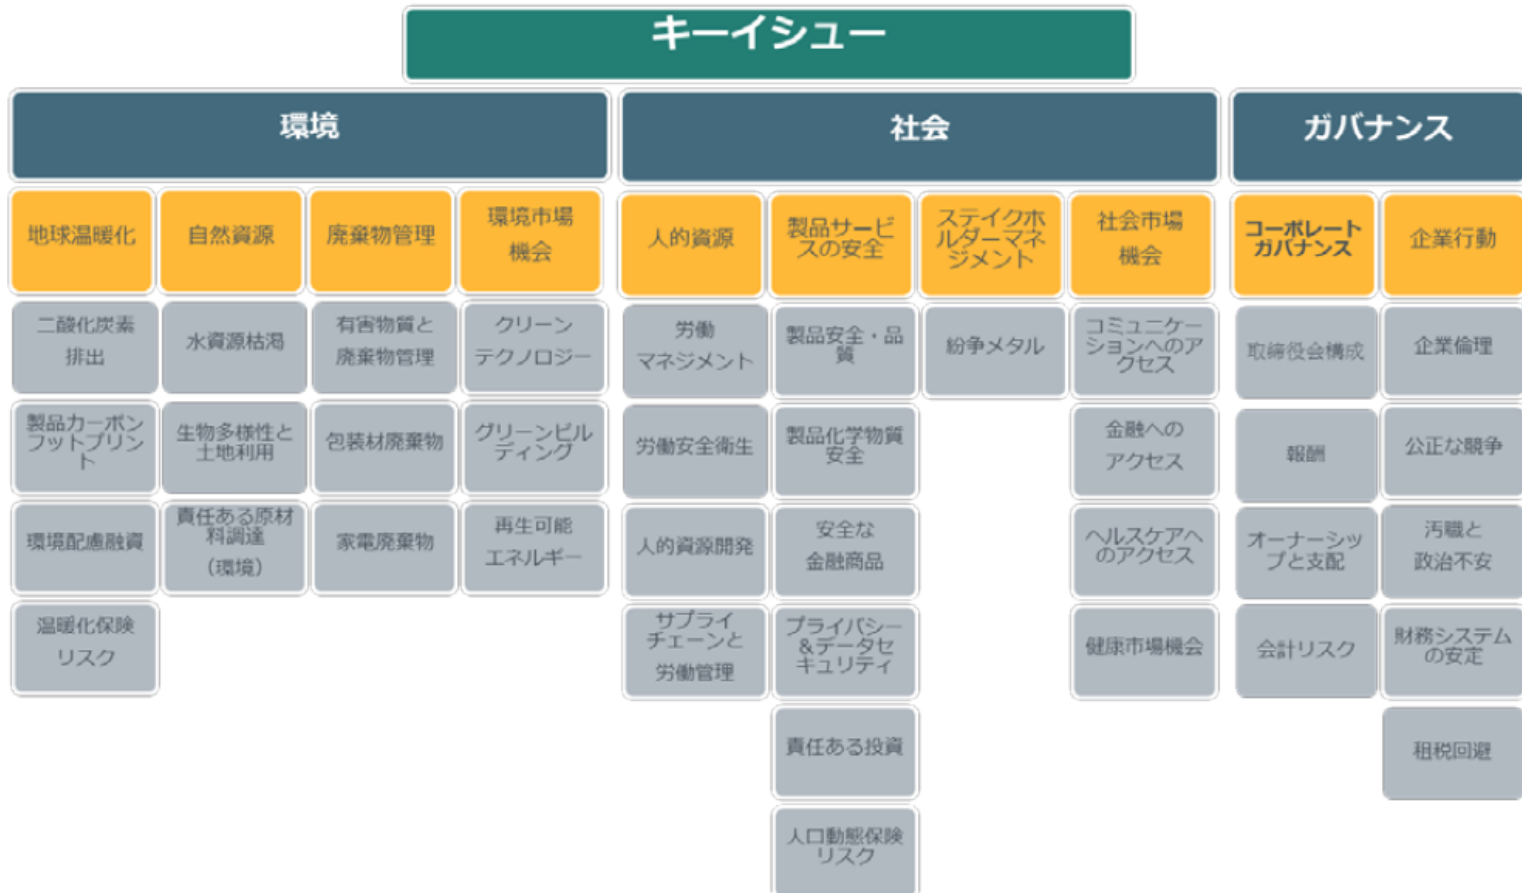 キーイシュー
環境
社会
ガバナンス
地球温暖化
自然資源
廃棄物管理
環境市場
機会
人的資源
製品サービ
スの安全
ステイクホ
ルダーマネ
ジメント
社会市場
機会
コーポレート
ガバナンス
企業行動
二酸化炭素
排出
水資源枯渇
有害物質と
廃棄物管理
クリーン
テクノロジー
労働
マネジメント
製品安全・品
質
紛争メタル
コミュニケー
ションへのア
クセス
取締役会構成
企業倫理
製品カーボン
フットプリン
ト
生物多様性と
土地利用
包装材廃棄物
グリーンビル
ディング
労働安全衛生
製品化学物質
安全
金融への
アクセス
報酬
公正な競争
環境配慮融資
責任ある原材
料調達
（環境）
家電廃棄物
再生可能
エネルギー
人的資源開発
安全な
金融商品
ヘルスケアへ
のアクセス
オーナーシッ
プと支配
汚職と
政治不安
温暖化保険
リスク
サプライ
チェーンと
労働管理
プライバシー
&データセ
キュリティ
健康市場機会
会計リスク
財務システム
の安定
責任ある投資
租税回避
人口動態保険
リスク